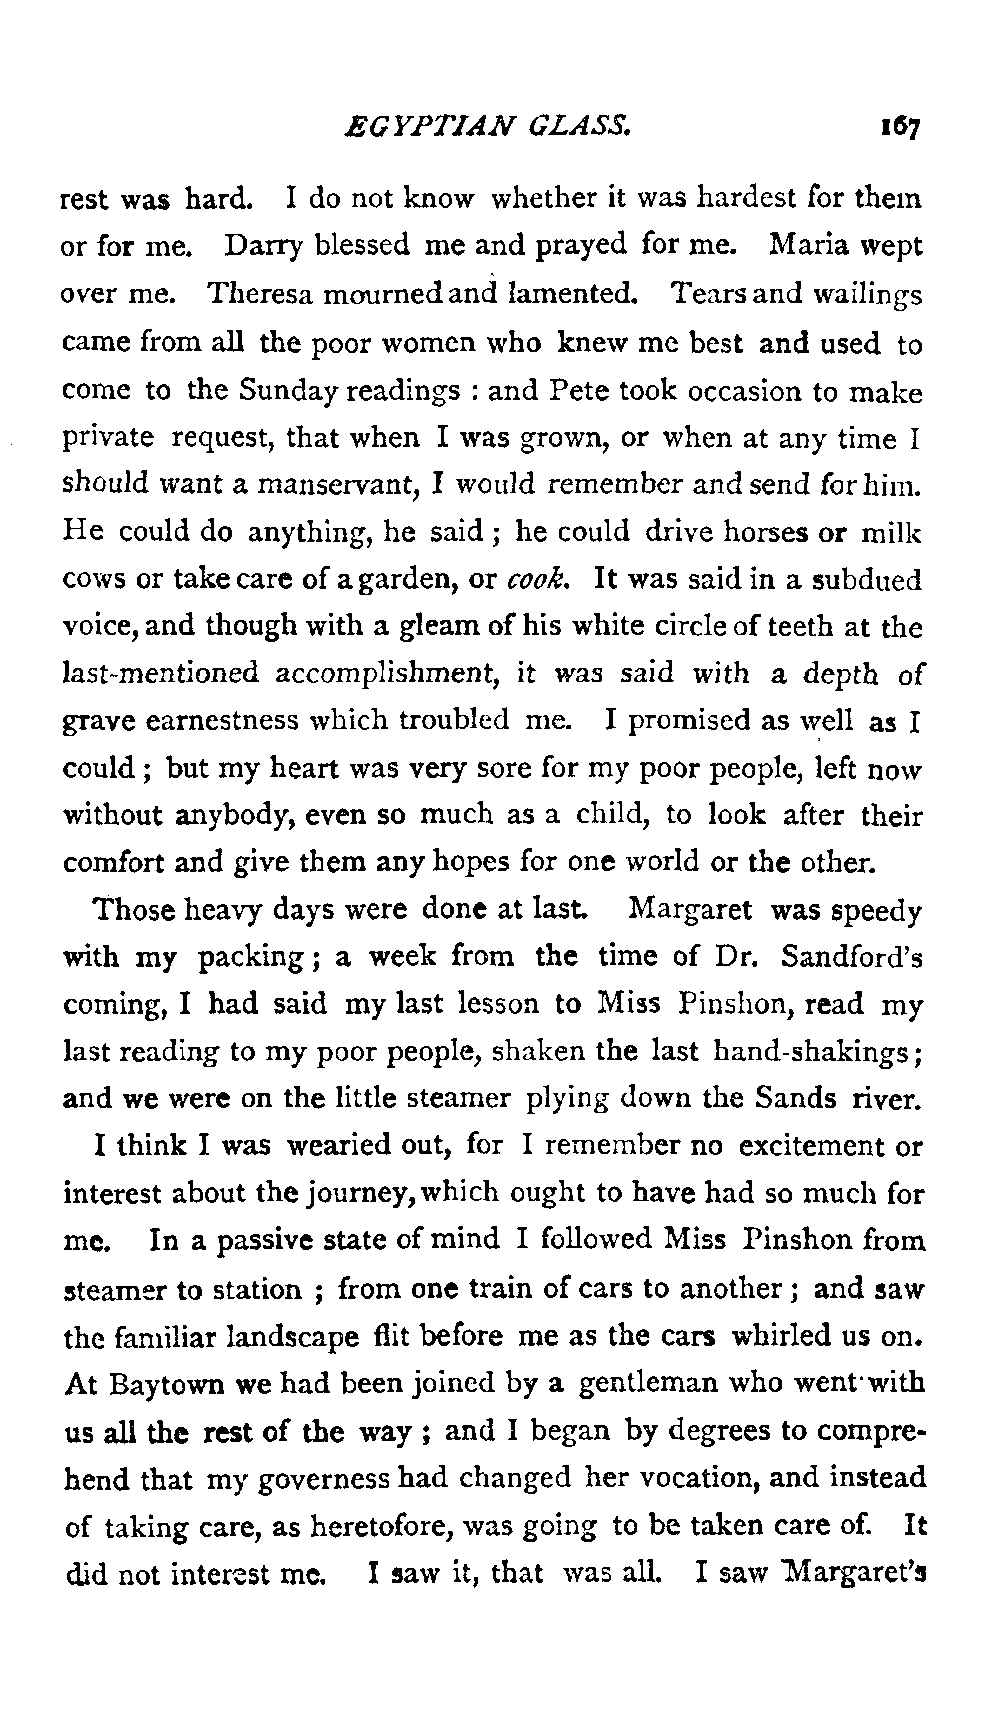 EGYPTIAN GLASS. 167
rest was hard. I do not know whether it was hardest for them
or for me. Darry blessed me and prayed for me. Maria wept
over me. Theresa mourned and lamented. Tears and wailings
came from all the poor women who knew me best and used to
come to the Sunday readings : and Pete took occasion to make
private request, that when I was grown, or when at any time I
should want a manservant, I would remember and send for him.
He could do anything, he said ; he could drive horses or milk
cows or take care of a garden, or cook. It was said in a subdued
voice, and though with a gleam of his white circle of teeth at the
last-mentioned accomplishment, it was said with a depth of
grave earnestness which troubled me. I promised as well as I
could ; but my heart was very sore for my poor people, left now
without anybody, even so much as a child, to look after their
comfort and give them any hopes for one world or the other.
Those heavy days were done at last. Margaret was speedy
with my packing ; a week from the time of Dr. Sandford's
coming, I had said my last lesson to Miss Pinshon, read my
last reading to my poor people, shaken the last hand-shakings ;
and we were on the little steamer plying down the Sands river.
I think I was wearied out, for I remember no excitement or
interest about the journey, which ought to have had so much for
me. In a passive state of mind I followed Miss Pinshon from
steamer to station ; from one train of cars to another ; and saw
the familiar landscape flit before me as the cars whirled us on.
At Baytown we had been joined by a gentleman who went with
us all the rest of the way ; and I began by degrees to compre-
hend that my governess had changed her vocation, and instead
of taking care, as heretofore, was going to be taken care of. It
did not interest me. I saw it, that was all. I saw Margaret's